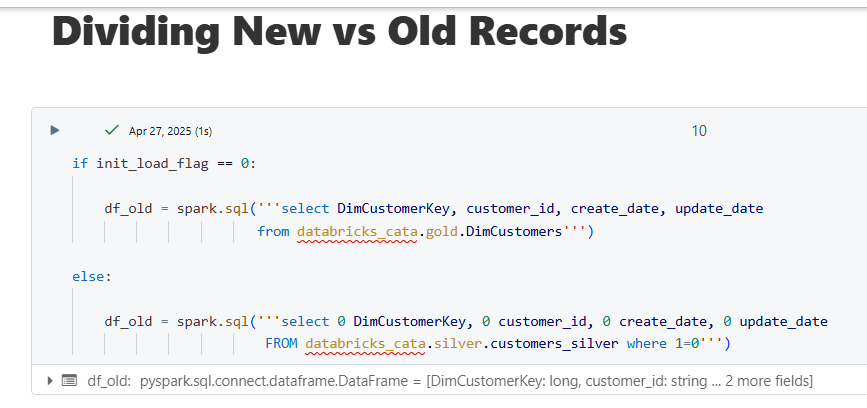 Dividing New vs Old Records
Apr 27, 2025 (1s)
10
if init_load_flag == 0:
df_old = spark.sql('''select DimCustomerKey, customer_id, create_date, update_date
from databricks_cata.gold.DimCustomers''')
else:
df_old = spark.sql('''select 0 DimCustomerKey, 0 customer_id, 0 create_date, 0 update_date
FROM databricks_cata.silver.customers_silver where 1=0''')
df_old: pyspark.sql.connect.dataframe.DataFrame = [DimCustomerKey: long, customer_id: string ... 2 more fields]